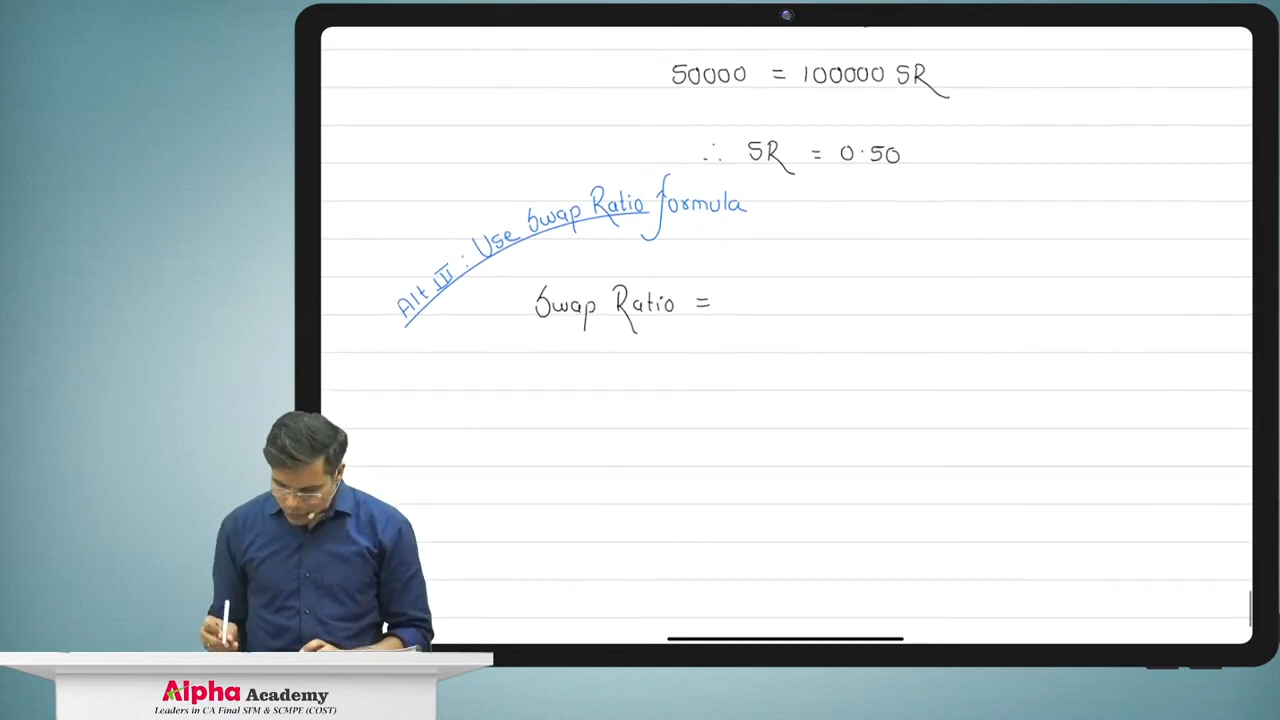 50000 = 100000 SR
∴ SR = 0.50
Alt III : Use Swap Ratio formula
Swap Ratio =
Alpha Academy
Leaders in CA Final SFM & SCMPE (COST)